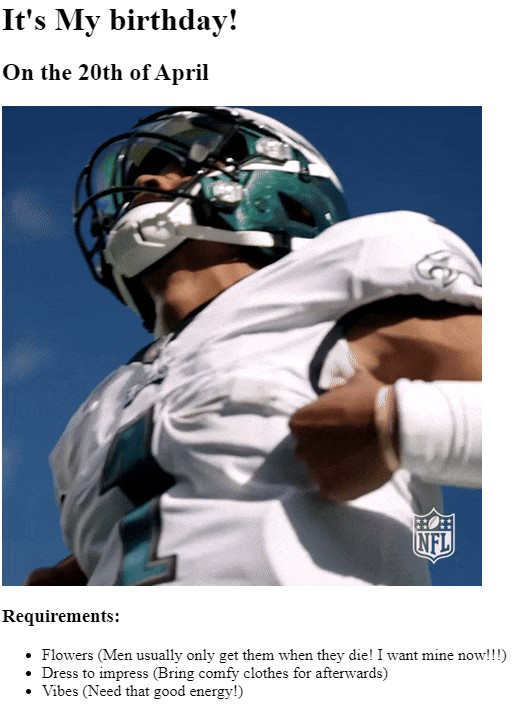 It's My birthday!
On the 20th of April
1
NFL
Requirements:
Flowers (Men usually only get them when they die! I want mine now!!!)
Dress to impress (Bring comfy clothes for afterwards)
Vibes (Need that good energy!)